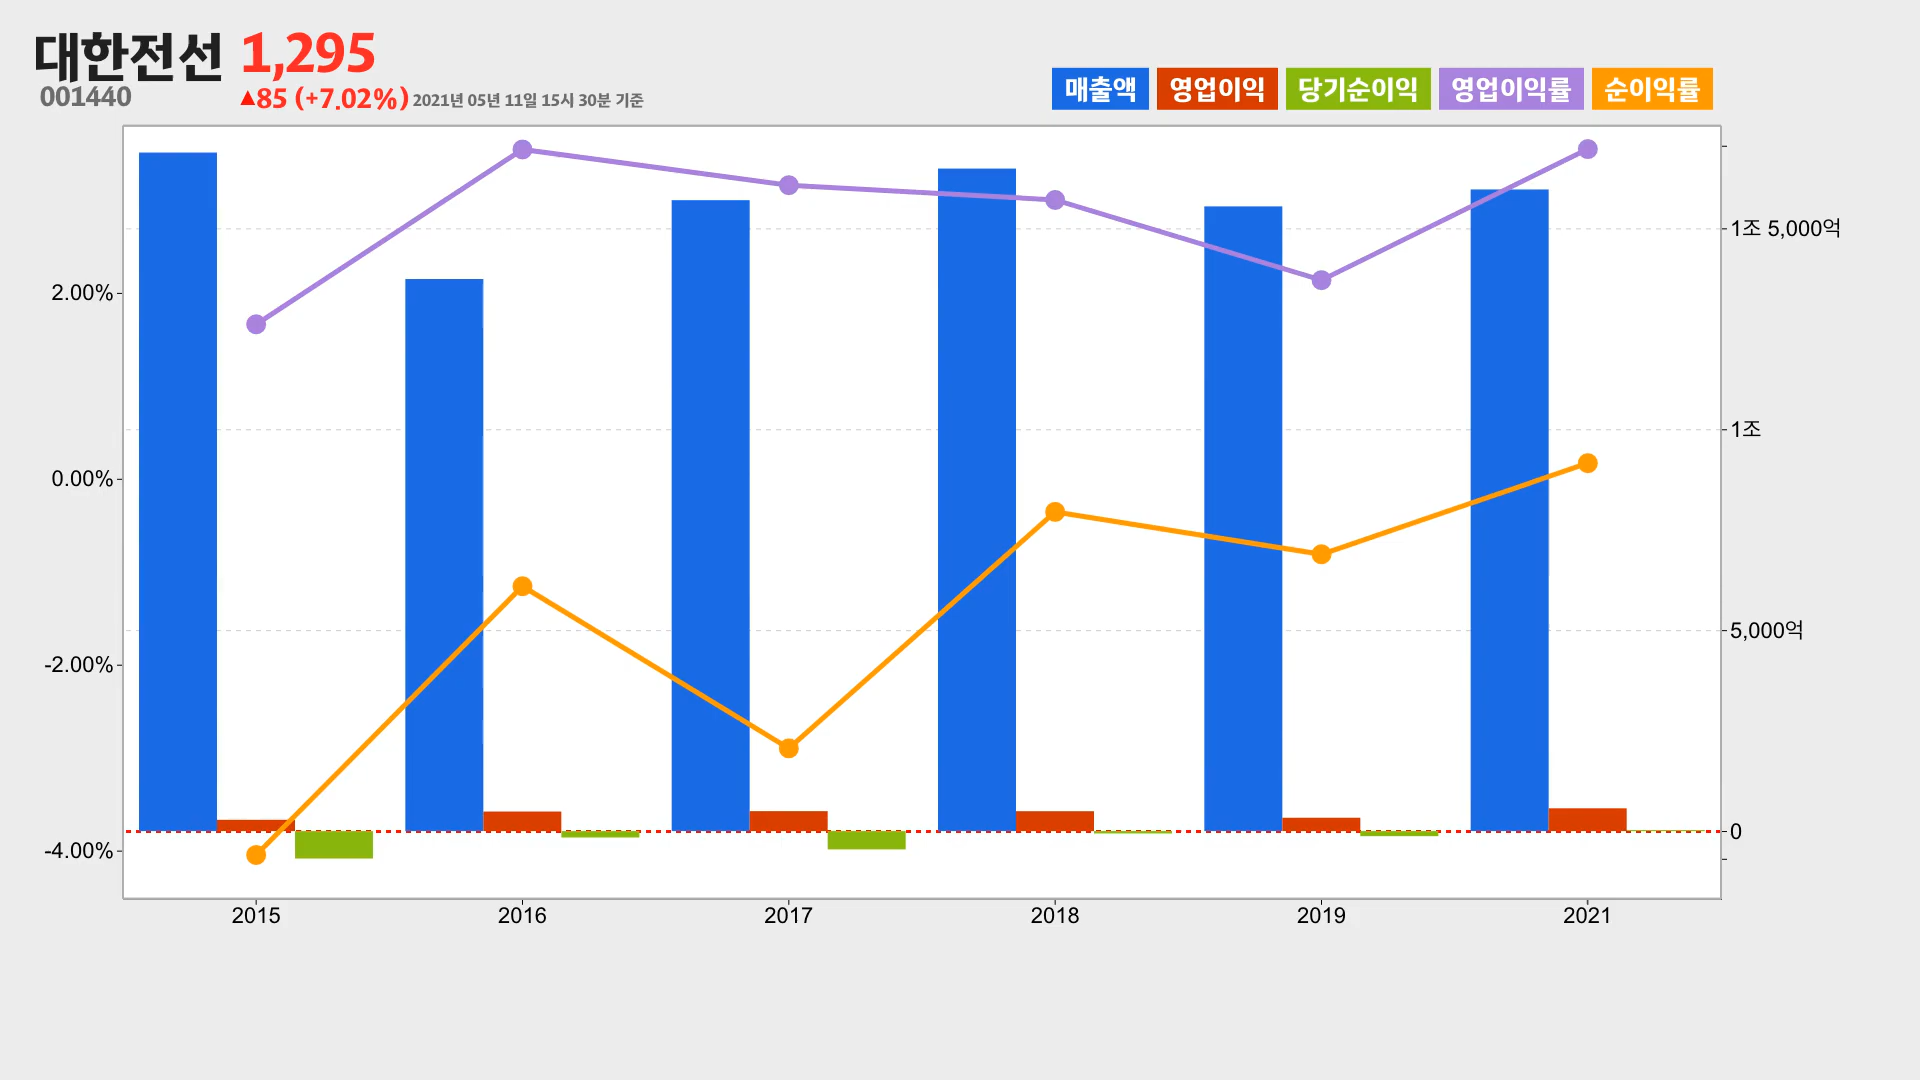 대한전선 1,295
001440 ▲85 (+7.02%) 2021년 05년 11일 15시 30분 기준
매출액 영업이익 당기순이익 영업이익률 순이익률
2.00%
0.00%
-2.00%
-4.00%
1조 5,000억
1조
5,000억
0
2015 2016 2017 2018 2019 2021